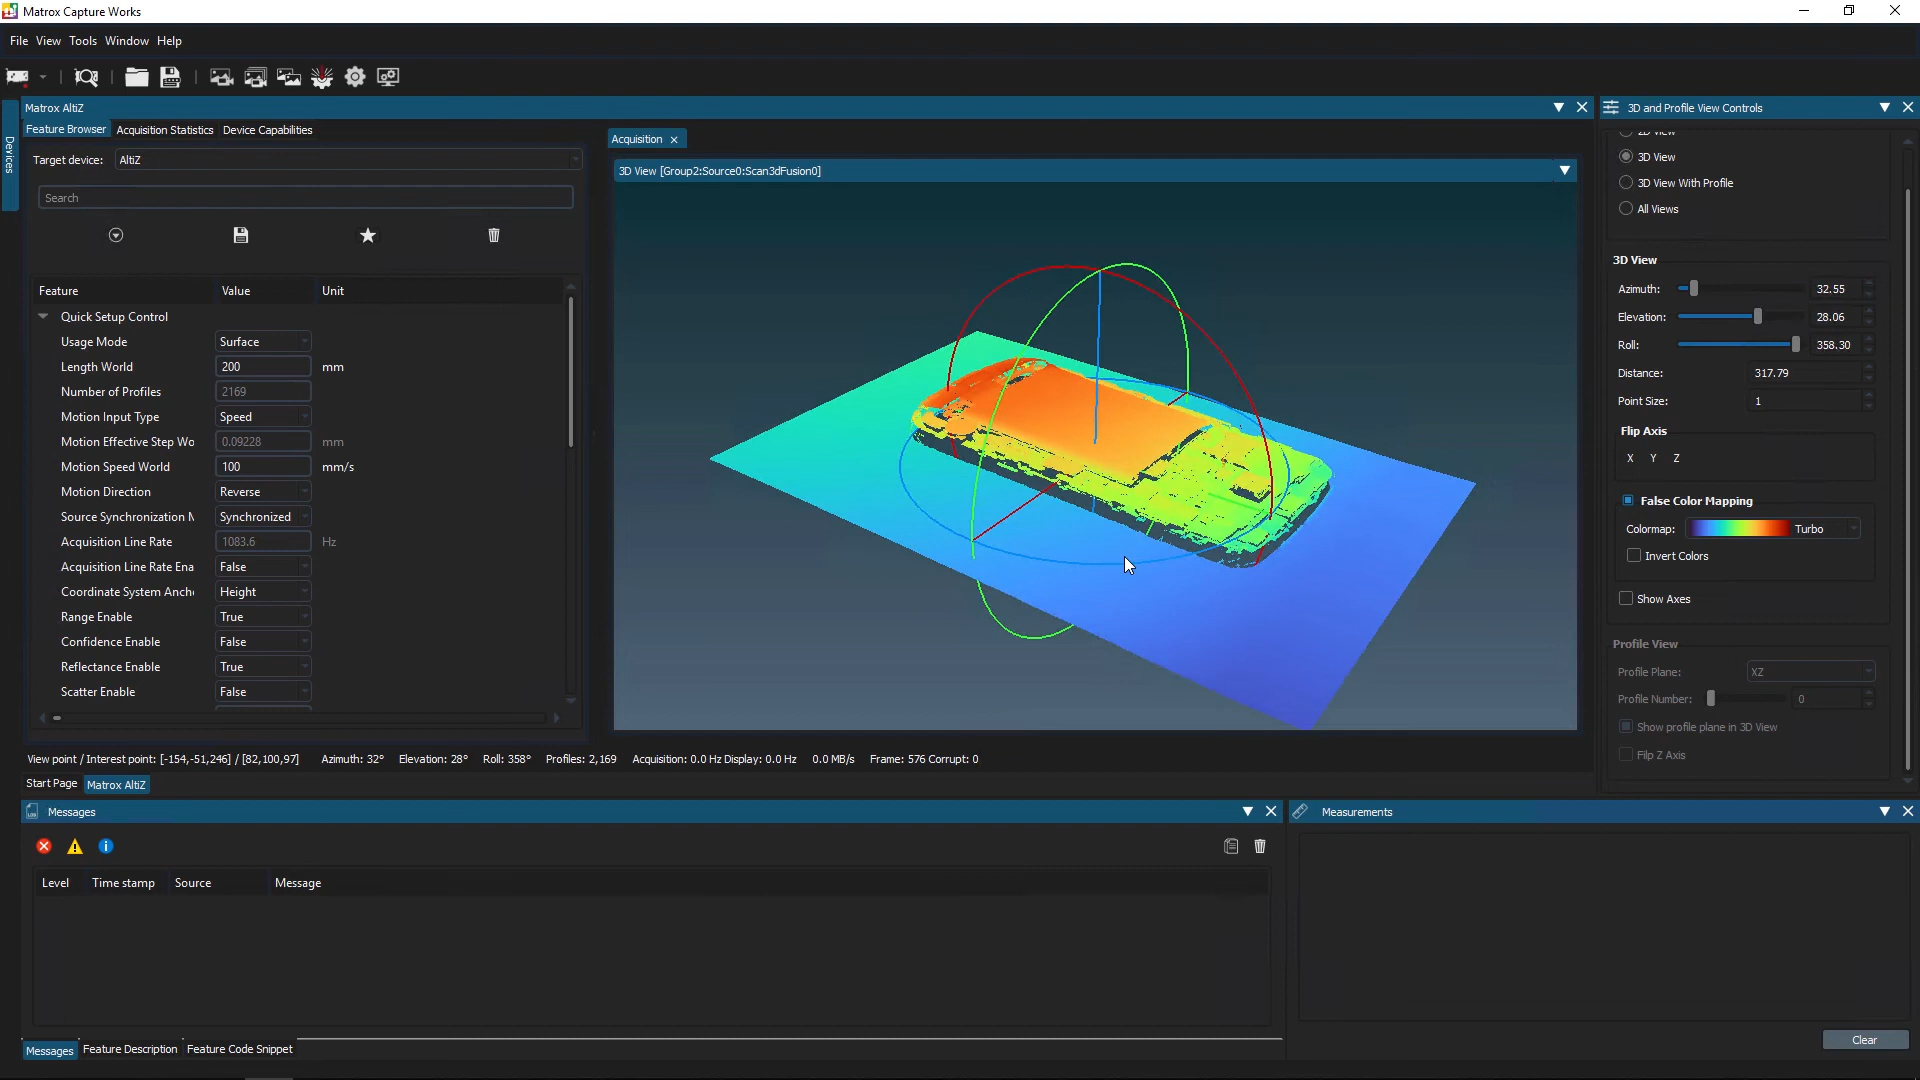 Matrox Capture Works
File View Tools Window Help
Devices
Matrox AltiZ
Feature Browser Acquisition Statistics Device Capabilities
Target device: AltiZ
Search
Feature Value Unit
Quick Setup Control
Usage Mode Surface
Length World 200 mm
Number of Profiles 2169
Motion Input Type Speed
Motion Effective Step Wo 0.09228 mm
Motion Speed World 100 mm/s
Motion Direction Reverse
Source Synchronization M Synchronized
Acquisition Line Rate 1083.6 Hz
Acquisition Line Rate Ena False
Coordinate System Ancho Height
Range Enable True
Confidence Enable False
Reflectance Enable True
Scatter Enable False
Acquisition
3D View [Group2:Source0:Scan3dFusion0]
3D and Profile View Controls
2D View
3D View
3D View With Profile
All Views
3D View
Azimuth: 32.55
Elevation: 28.06
Roll: 358.30
Distance: 317.79
Point Size: 1
Flip Axis
X Y Z
False Color Mapping
Colormap: Turbo
Invert Colors
Show Axes
Profile View
Profile Plane: XZ
Profile Number: 0
Show profile plane in 3D View
Flip Z Axis
View point / Interest point: [-154,-51,246] / [82,100,97] Azimuth: 32° Elevation: 28° Roll: 358° Profiles: 2,169 Acquisition: 0.0 Hz Display: 0.0 Hz 0.0 MB/s Frame: 576 Corrupt: 0
Start Page Matrox AltiZ
Messages
Level Time stamp Source Message
Messages Feature Description Feature Code Snippet
Measurements
Clear